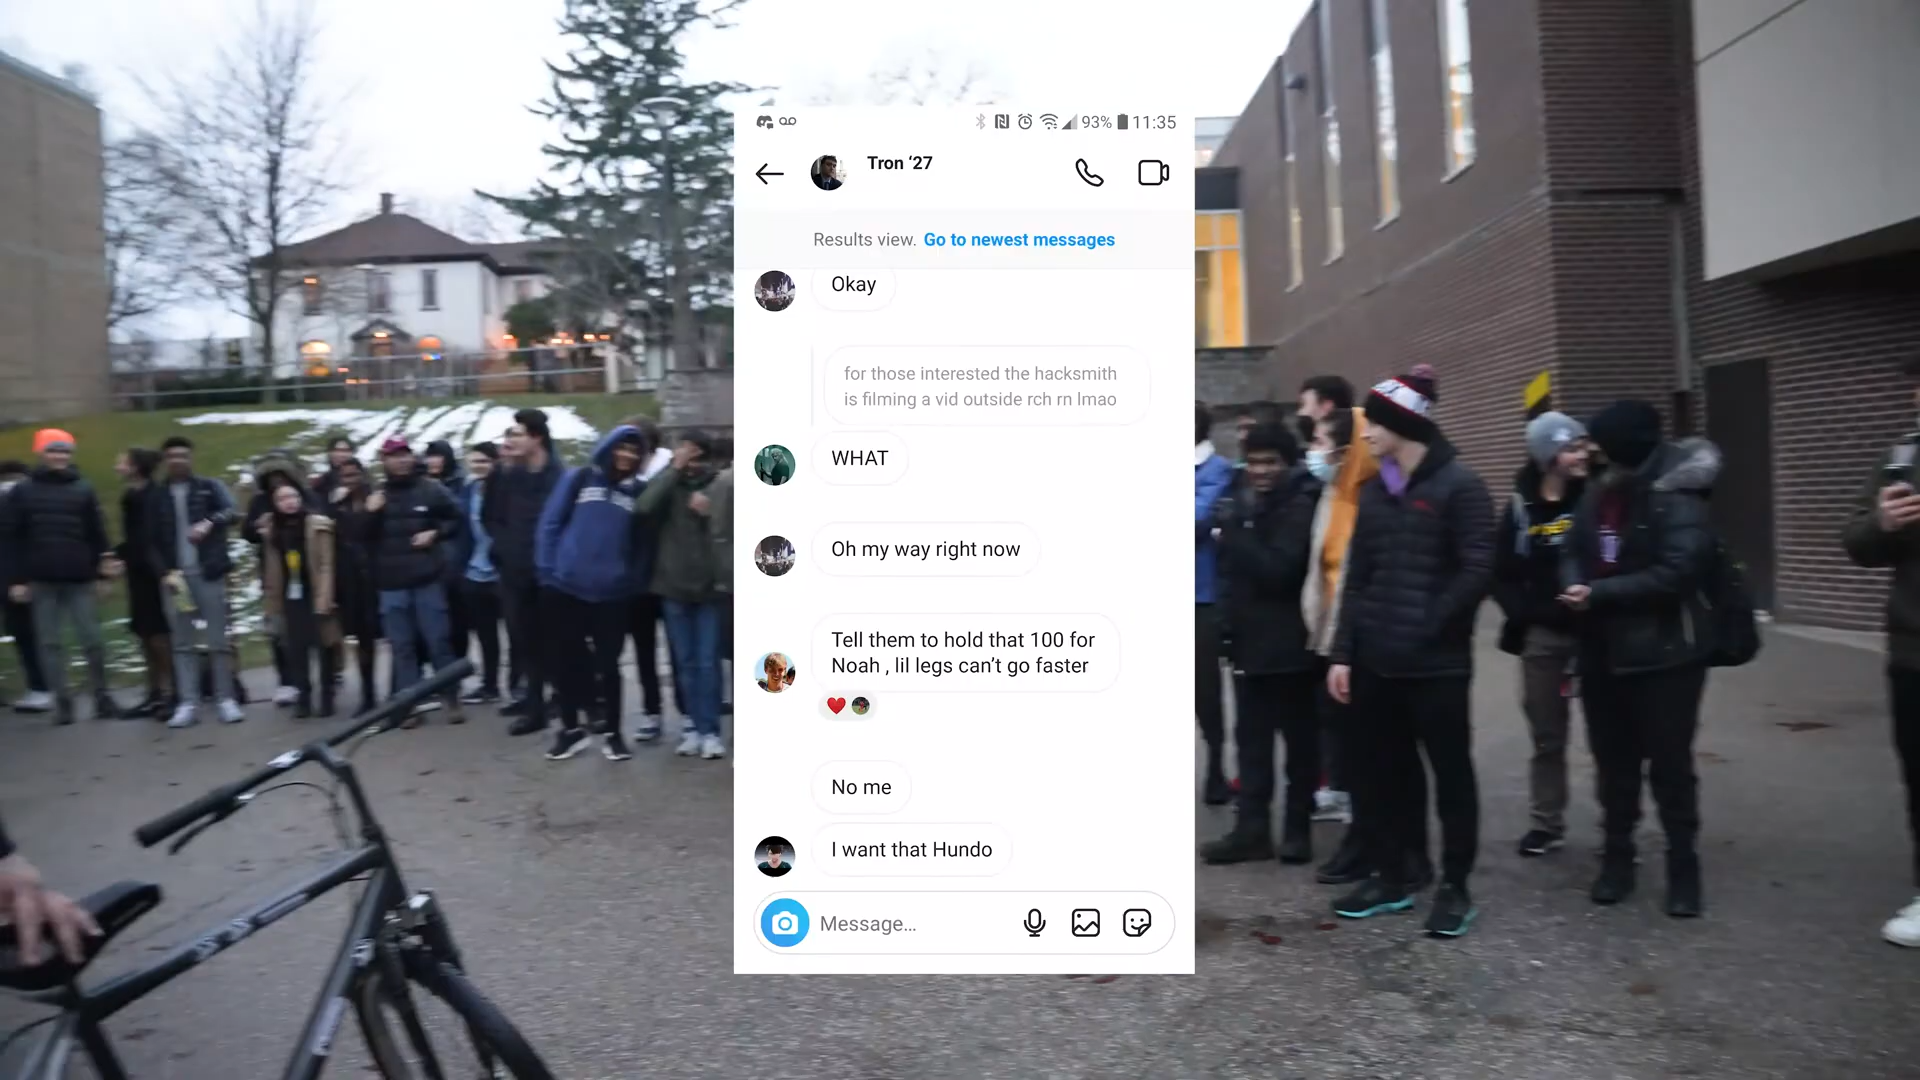 93% 11:35
Tron ‘27
Results view. Go to newest messages
Okay
for those interested the hacksmith
is filming a vid outside rch rn lmao
WHAT
Oh my way right now
Tell them to hold that 100 for
Noah , lil legs can’t go faster
No me
I want that Hundo
Message...